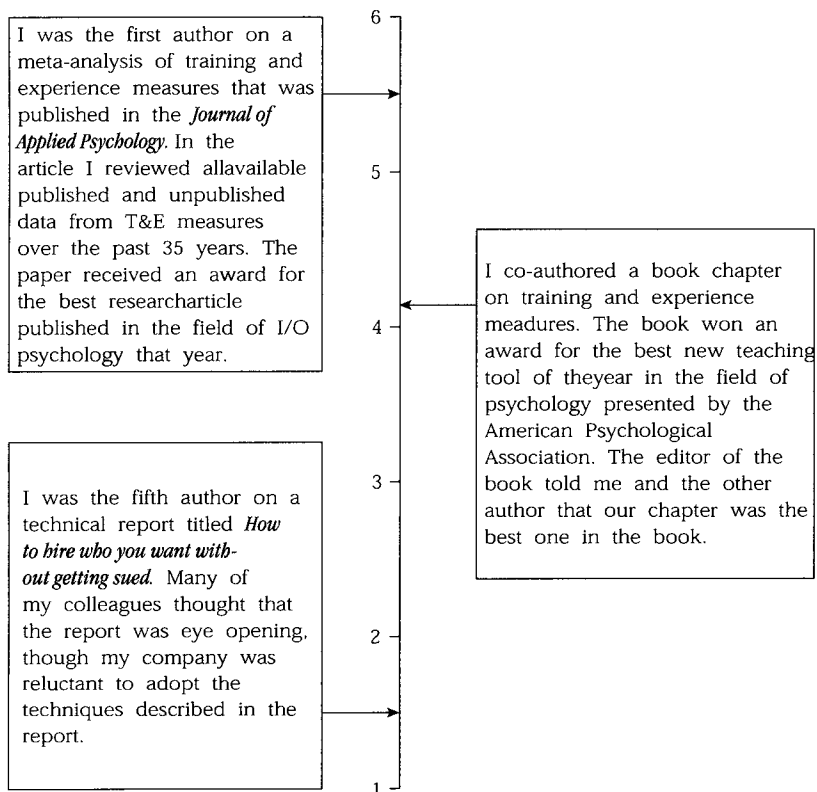 I was the first author on a
meta-analysis of training and
experience measures that was
published in the Journal of
Applied Psychology. In the
article I reviewed allavailable
published and unpublished
data from T&E measures
over the past 35 years. The
paper received an award for
the best researcharticle
published in the field of I/O
psychology that year.
I was the fifth author on a
technical report titled How
to hire who you want with-
out getting sued. Many of
my colleagues thought that
the report was eye opening,
though my company was
reluctant to adopt the
techniques described in the
report.
6
5
4
3
2
1
I co-authored a book chapter
on training and experience
meadures. The book won an
award for the best new teaching
tool of theyear in the field of
psychology presented by the
American Psychological
Association. The editor of the
book told me and the other
author that our chapter was the
best one in the book.